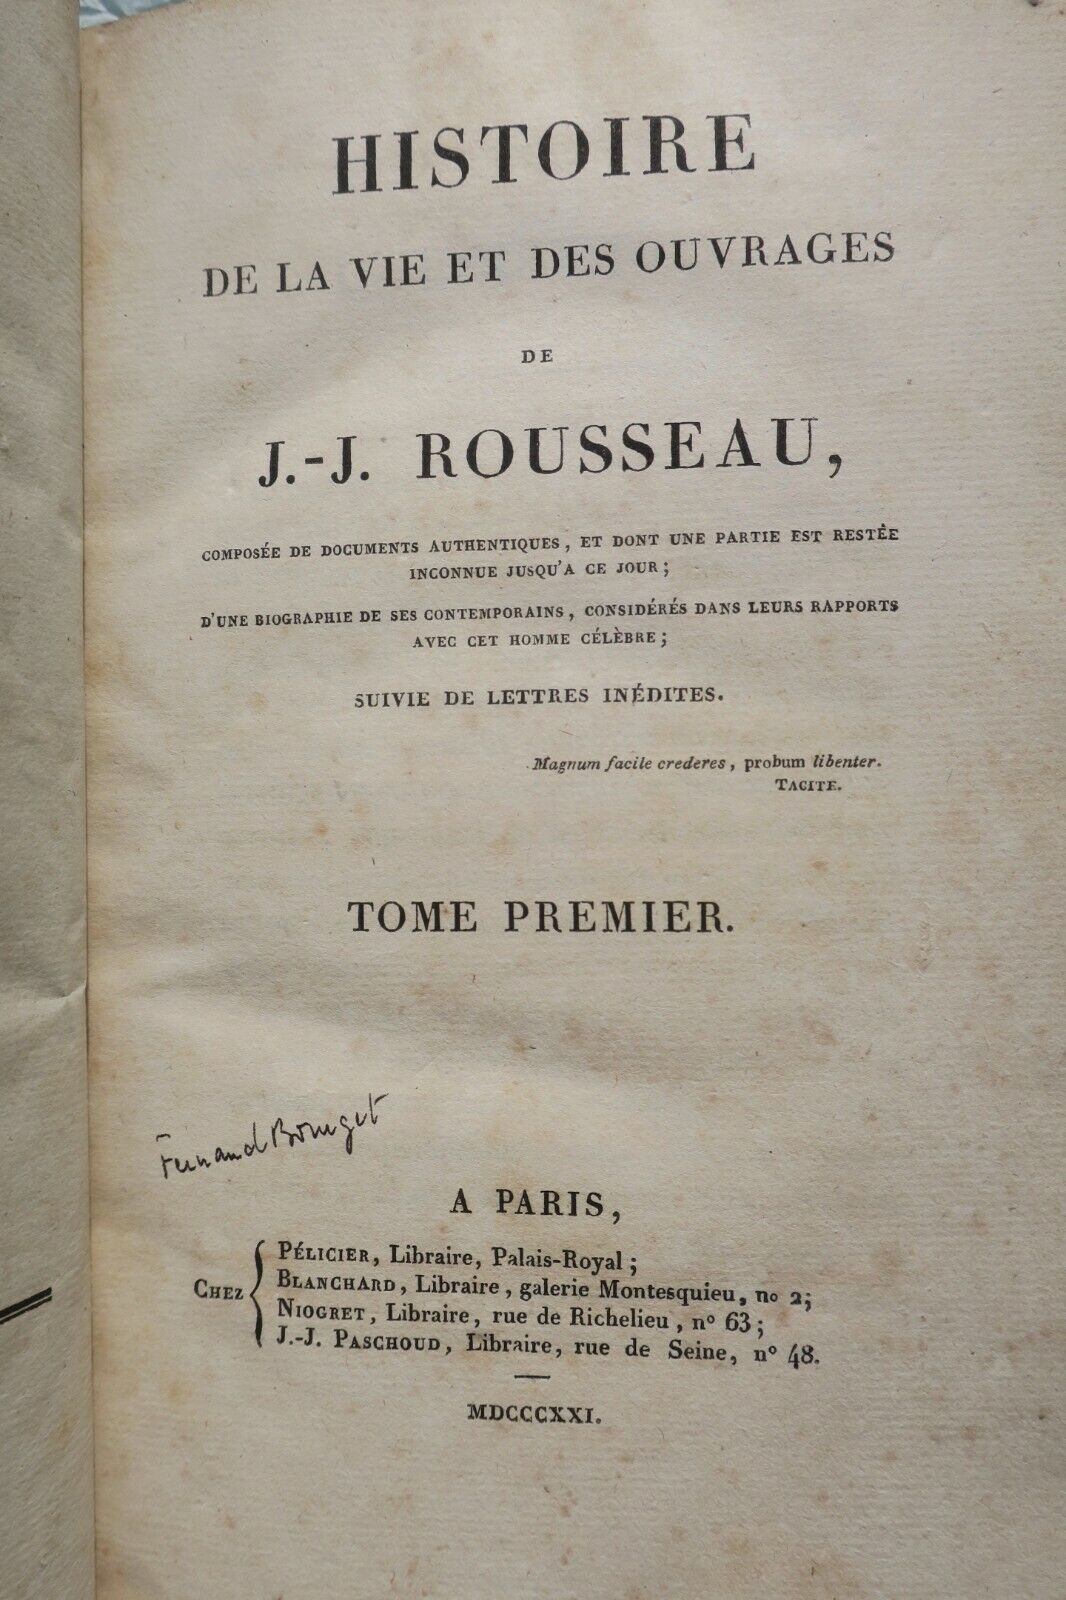 HISTOIRE
DE LA VIE ET DES OUVRAGES
DE
J.-J. ROUSSEAU,
COMPOSÉE DE DOCUMENTS AUTHENTIQUES, ET DONT UNE PARTIE EST RESTÉE
INCONNUE JUSQU'A CE JOUR;
D'UNE BIOGRAPHIE DE SES CONTEMPORAINS, CONSIDÉRÉS DANS LEURS RAPPORTS
AVEC CET HOMME CÉLÈBRE;
SUIVIE DE LETTRES INÉDITES.
Magnum facile crederes, probum libenter.
TACITE.
TOME PREMIER.
Fernand
A PARIS,
CHEZ
PÉLICIER, Libraire, Palais-Royal;
BLANCHARD, Libraire, galerie Montesquieu, no 2;
NIOGRET, Libraire, rue de Richelieu, n° 63;
J.-J. PASCHOUD, Libraire, rue de Seine, n° 48.
MDCCCXXI.